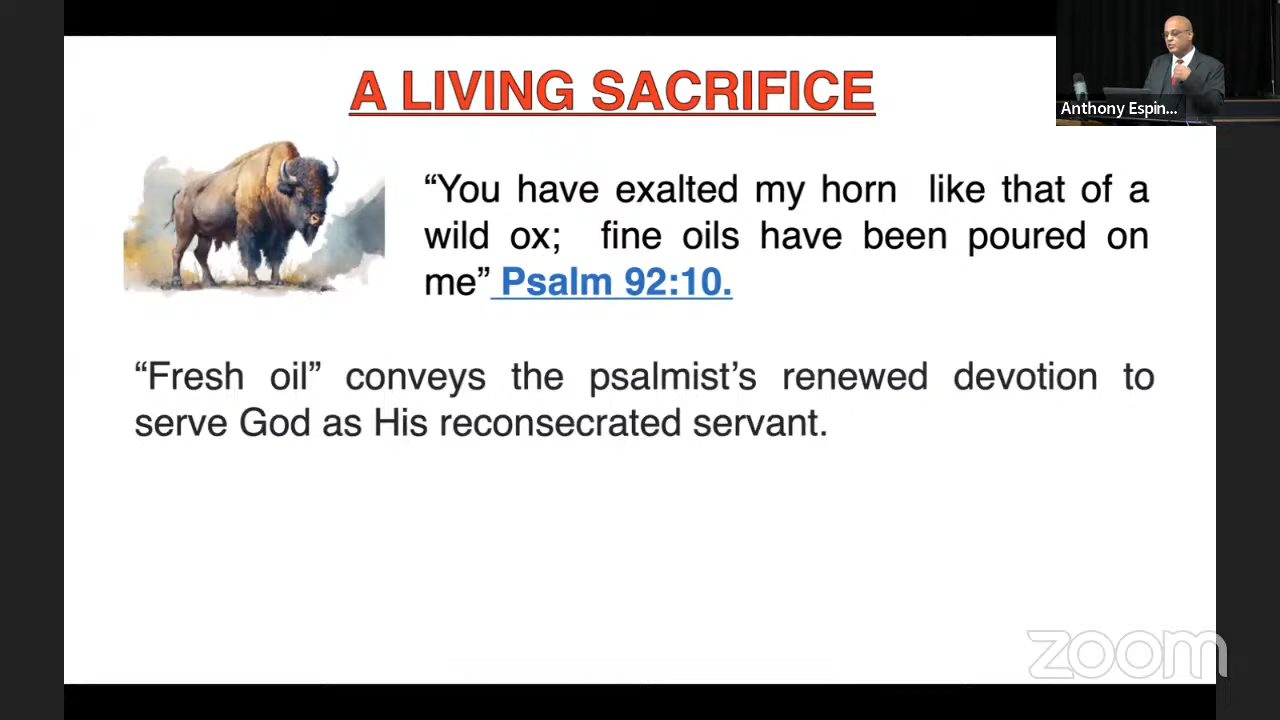 A LIVING SACRIFICE
Anthony Espin...
“You have exalted my horn like that of a
wild ox; fine oils have been poured on
me” Psalm 92:10.
“Fresh oil” conveys the psalmist’s renewed devotion to
serve God as His reconsecrated servant.
zoom